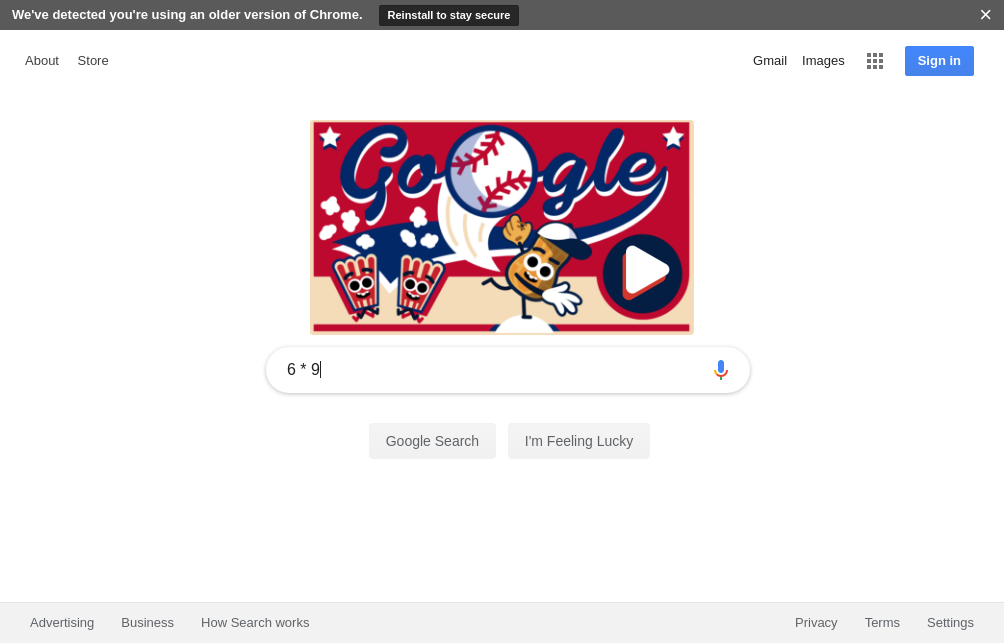 We've detected you're using an older version of Chrome. Reinstall to stay secure ×
About Store Gmail Images Sign in
Google
6 * 9
Google Search I'm Feeling Lucky
Advertising Business How Search works Privacy Terms Settings